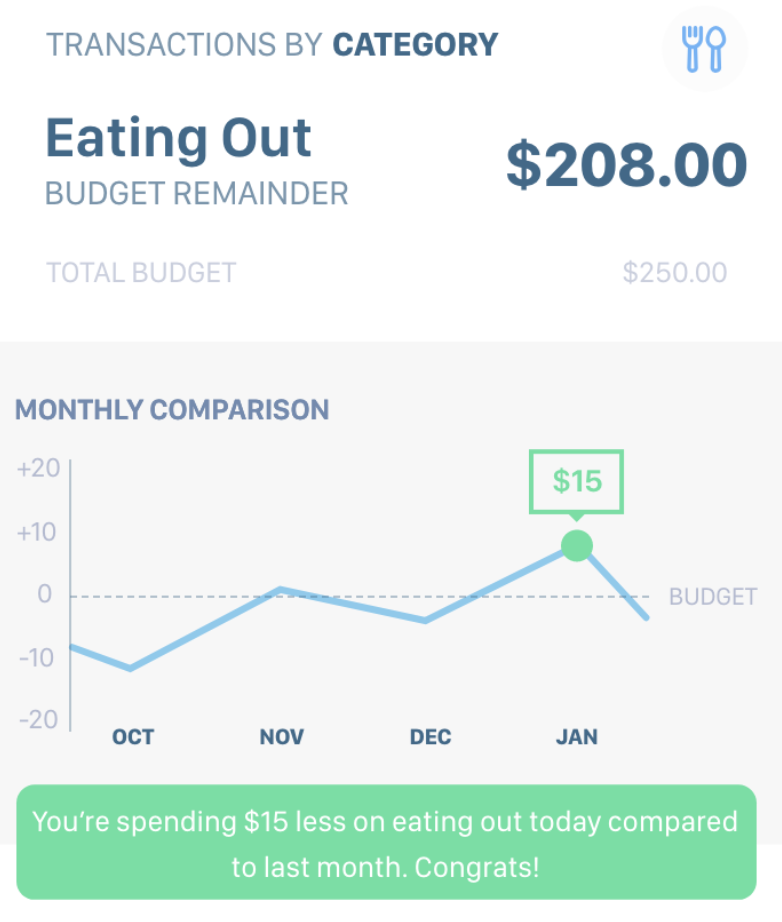 TRANSACTIONS BY CATEGORY
Eating Out
$208.00
BUDGET REMAINDER
TOTAL BUDGET
$250.00
MONTHLY COMPARISON
+20
$15
+10
0
BUDGET
-10
-20
OCT
NOV
DEC
JAN
You’re spending $15 less on eating out today compared
to last month. Congrats!